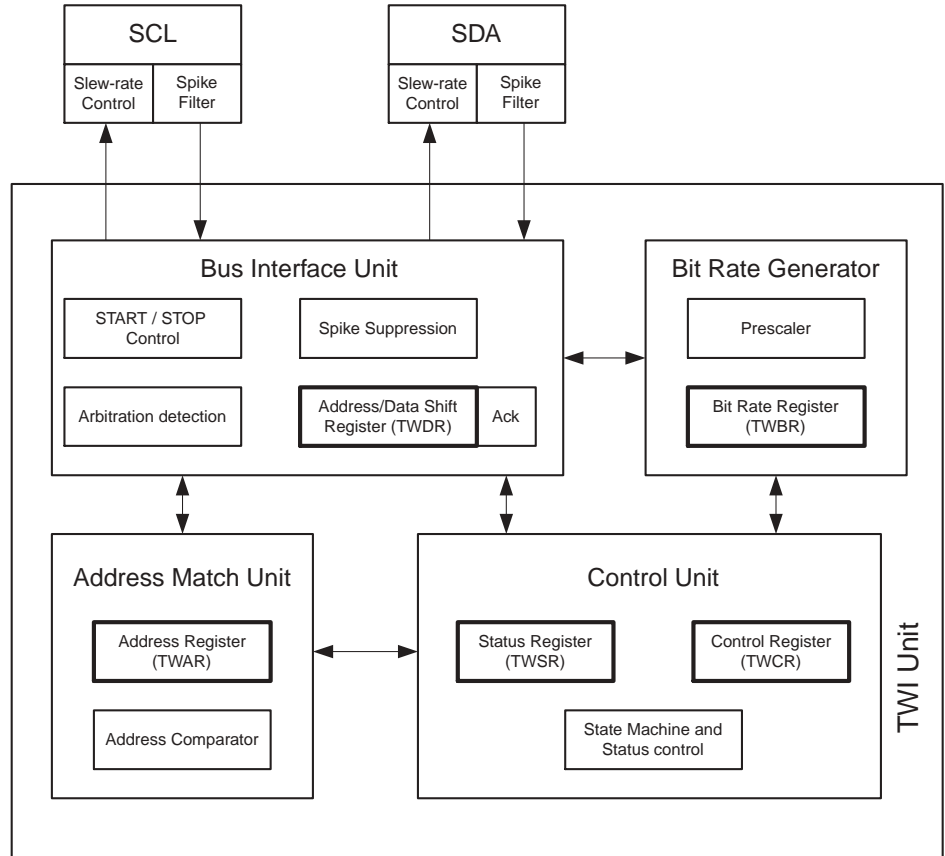 SCL
Slew-rate
Control
Spike
Filter
SDA
Slew-rate
Control
Spike
Filter
Bus Interface Unit
START / STOP
Control
Spike Suppression
Arbitration detection
Address/Data Shift
Register (TWDR)
Ack
Bit Rate Generator
Prescaler
Bit Rate Register
(TWBR)
Address Match Unit
Address Register
(TWAR)
Address Comparator
Control Unit
Status Register
(TWSR)
Control Register
(TWCR)
State Machine and
Status control
TWI Unit